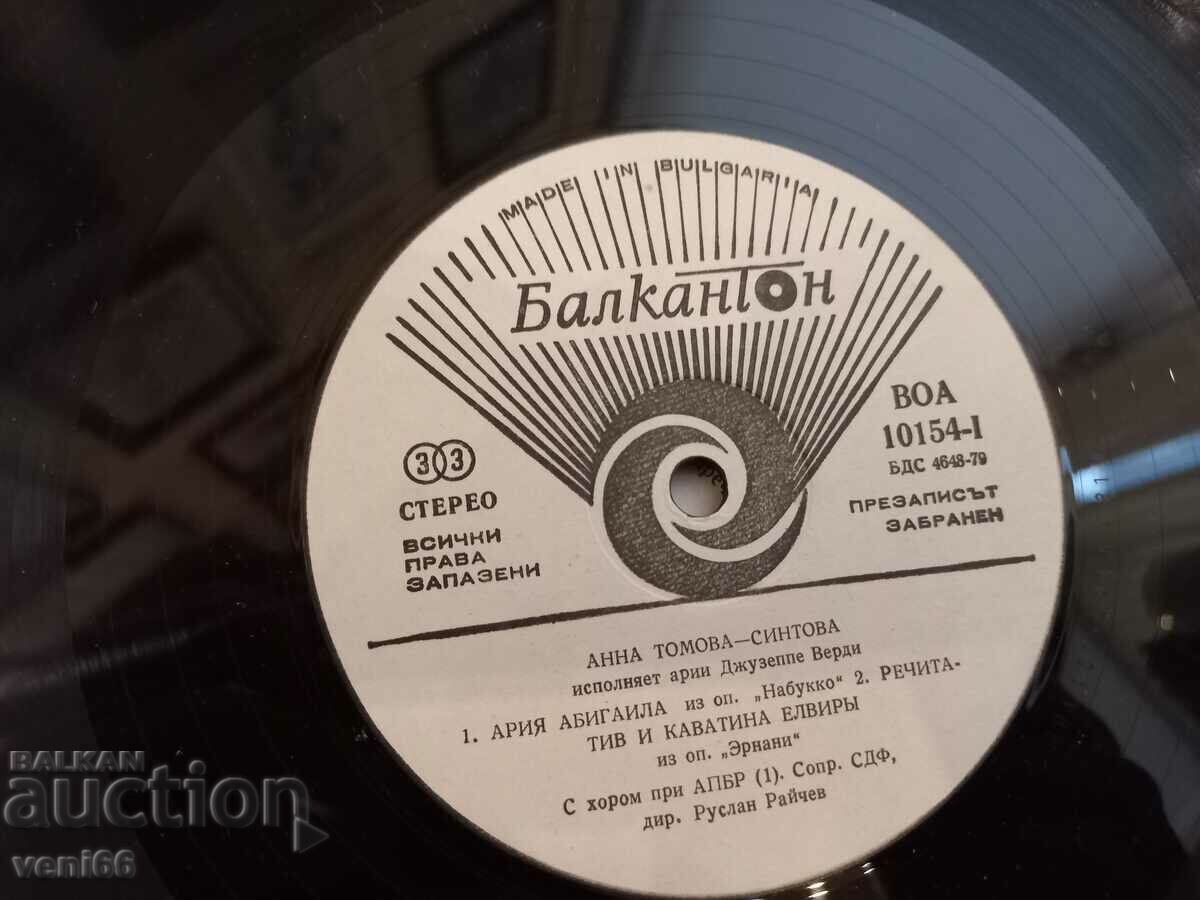 MADE IN BULGARIA
Балкантон
33
СТЕРЕО
ВСИЧКИ
ПРАВА
ЗАПАЗЕНИ
ВОА
10154-I
БДС 4648-79
ПРЕЗАПИСЪТ
ЗАБРАНЕН
АННА ТОМОВА—СИНТОВА
исполняет арии Джузеппе Верди
1. АРИЯ АБИГАИЛА из оп. „Набукко“ 2. РЕЧИТА-
ТИВ И КАВАТИНА ЕЛВИРЫ
из оп. „Эрнани“
С хором при АПБР (1). Сопр. СДФ,
дир. Руслан Райчев
BALKAN
auction
veni66